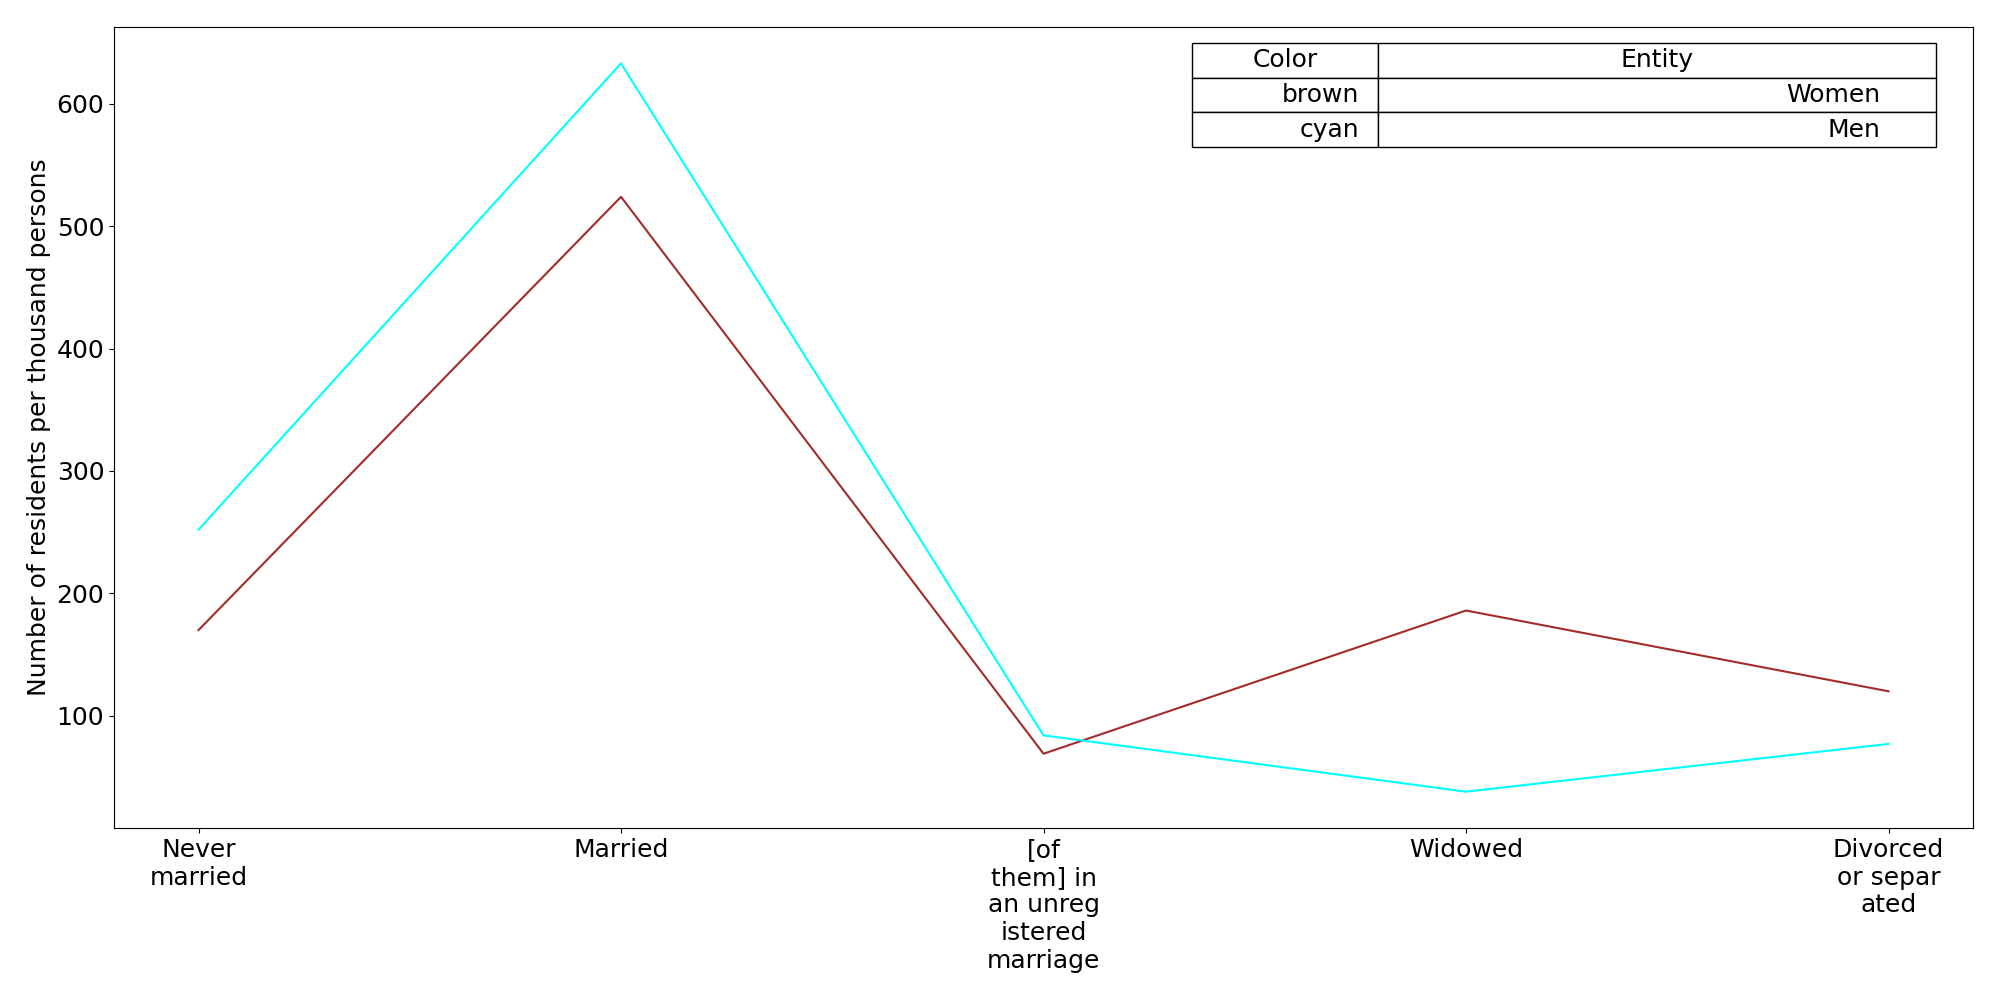 Number of residents per thousand persons
600
500
400
300
200
100
Color Entity
brown Women
cyan Men
Never
married
Married
[of
them] in
an unreg
istered
marriage
Widowed
Divorced
or separ
ated